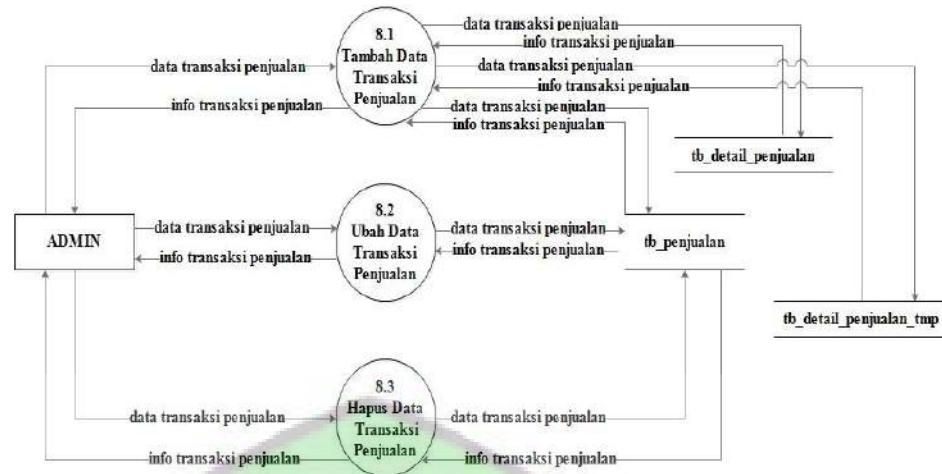 8.1
Tambah Data
Transaksi
Penjualan
data transaksi penjualan
info transaksi penjualan
data transaksi penjualan
info transaksi penjualan
data transaksi penjualan
info transaksi penjualan
data transaksi penjualan
info transaksi penjualan
tb_detail_penjualan
ADMIN
data transaksi penjualan
info transaksi penjualan
8.2
Ubah Data
Transaksi
Penjualan
data transaksi penjualan
info transaksi penjualan
tb_penjualan
tb_detail_penjualan_tmp
8.3
Hapus Data
Transaksi
Penjualan
data transaksi penjualan
info transaksi penjualan
data transaksi penjualan
info transaksi penjualan